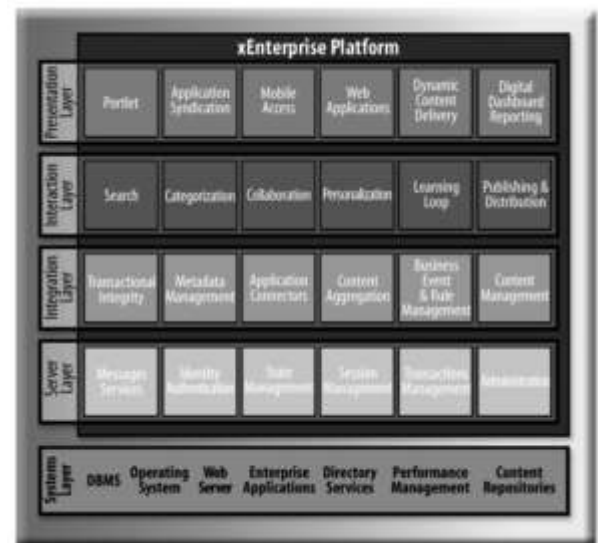 xEnterprise Platform
Presentation
Layer
Portlet
Application
Syndication
Mobile
Access
Web
Applications
Dynamic
Content
Delivery
Digital
Dashboard
Reporting
Interaction
Layer
Search
Categorization
Collaboration
Personalization
Learning
Loop
Publishing &
Distribution
Integration
Layer
Transactional
Integrity
Metadata
Management
Application
Connectors
Content
Aggregation
Business
Event
& Rule
Management
Content
Management
Server
Layer
Messages
Services
Identity
Authentication
Management
Session
Management
Transactions
Management
Systems
Layer
DBMS
Operating
System
Web
Server
Enterprise
Applications
Directory
Services
Performance
Management
Content
Repositories